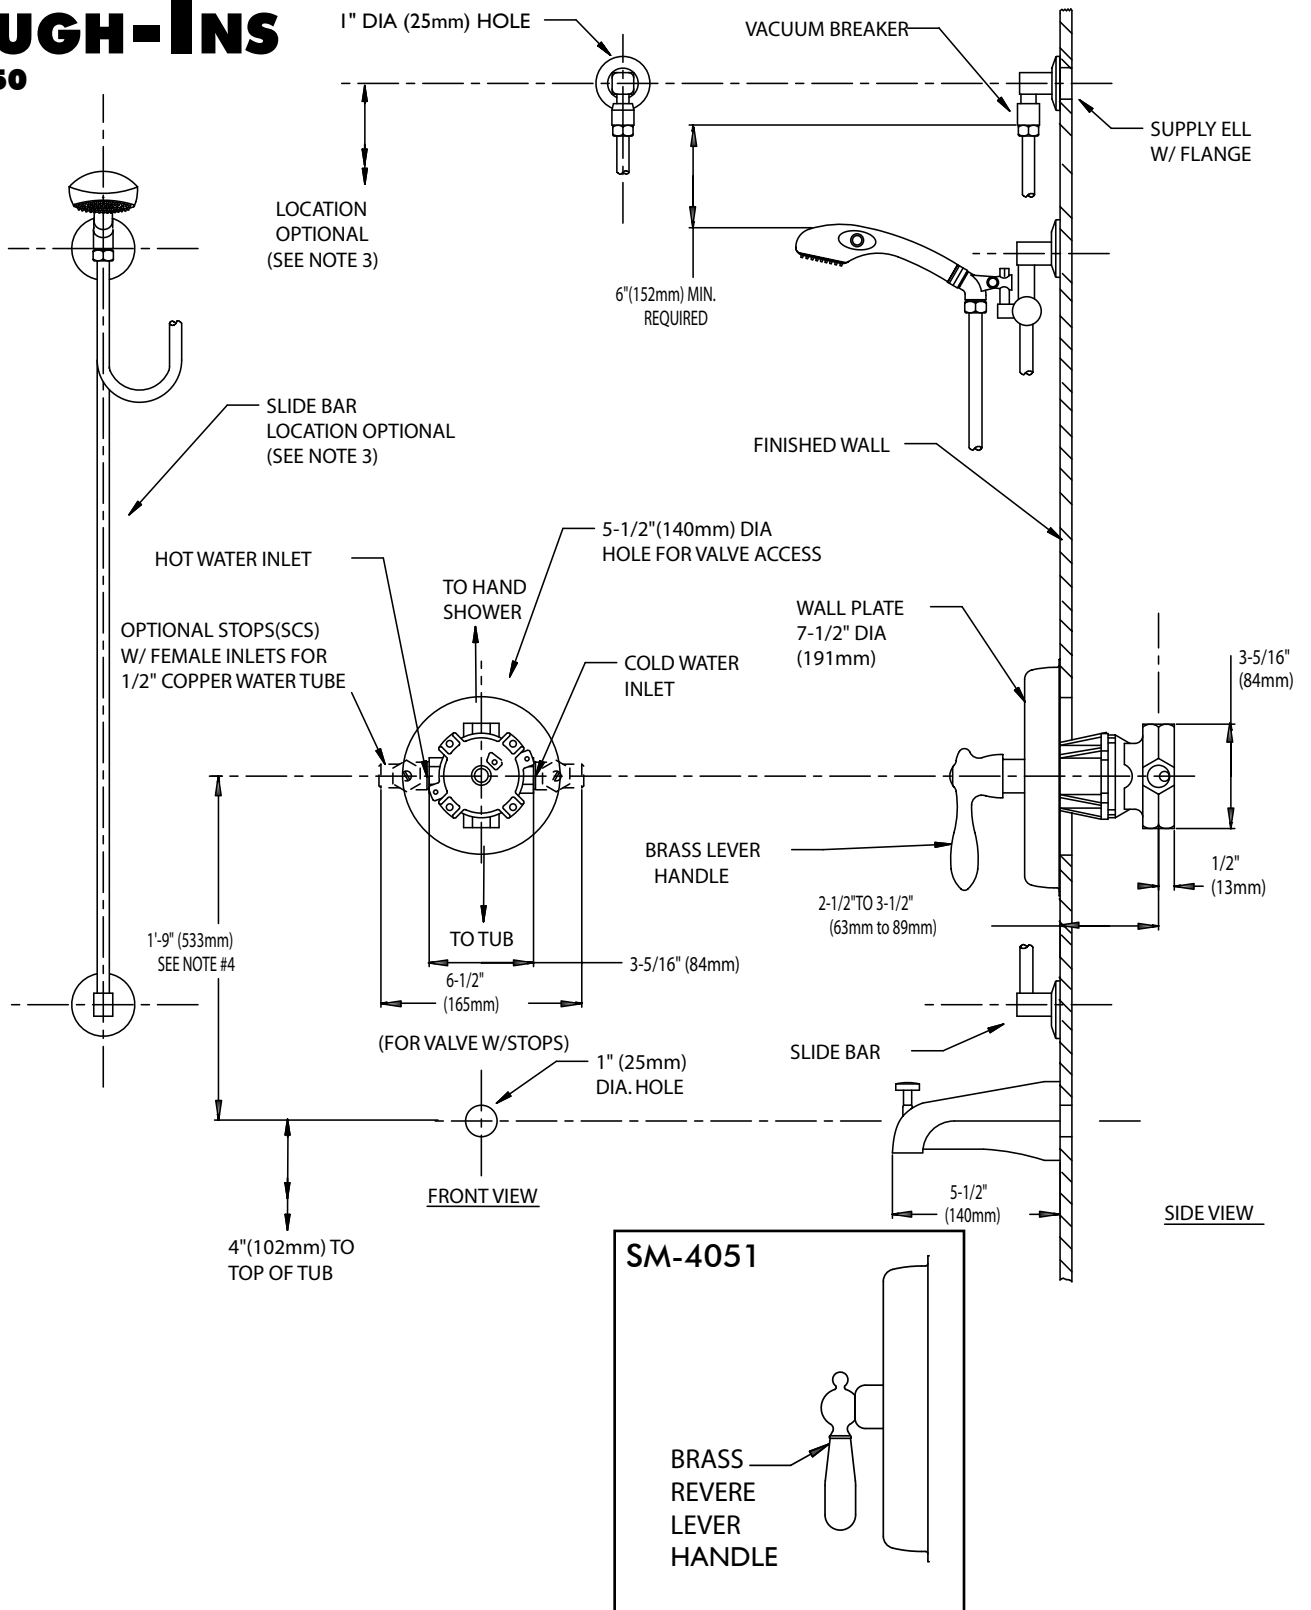 UGH-INS
50
1" DIA (25mm) HOLE
VACUUM BREAKER
SUPPLY ELL
W/ FLANGE
LOCATION
OPTIONAL
(SEE NOTE 3)
6"(152mm) MIN.
REQUIRED
SLIDE BAR
LOCATION OPTIONAL
(SEE NOTE 3)
FINISHED WALL
5-1/2"(140mm) DIA
HOLE FOR VALVE ACCESS
HOT WATER INLET
TO HAND
SHOWER
WALL PLATE
7-1/2" DIA
(191mm)
OPTIONAL STOPS(SCS)
W/ FEMALE INLETS FOR
1/2" COPPER WATER TUBE
COLD WATER
INLET
3-5/16"
(84mm)
BRASS LEVER
HANDLE
1/2"
(13mm)
2-1/2"TO 3-1/2"
(63mm to 89mm)
1'-9" (533mm)
SEE NOTE #4
TO TUB
3-5/16" (84mm)
6-1/2"
(165mm)
(FOR VALVE W/STOPS)
SLIDE BAR
1" (25mm)
DIA. HOLE
FRONT VIEW
5-1/2"
(140mm)
SIDE VIEW
4"(102mm) TO
TOP OF TUB
SM-4051
BRASS
REVERE
LEVER
HANDLE